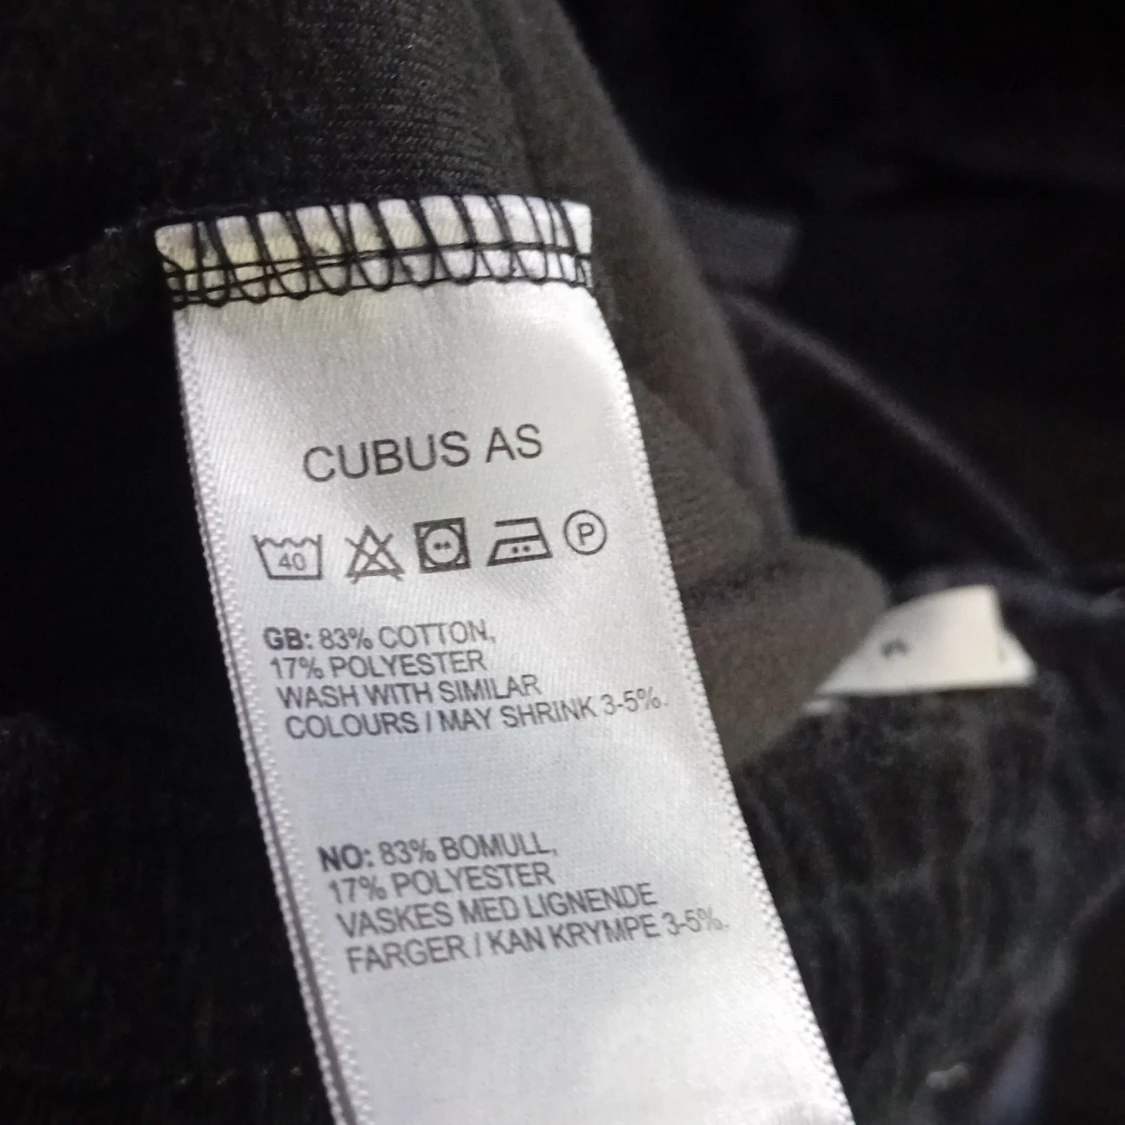 CUBUS AS
40 P
GB: 83% COTTON,
17% POLYESTER
WASH WITH SIMILAR
COLOURS / MAY SHRINK 3-5%.
NO: 83% BOMULL,
17% POLYESTER
VASKES MED LIGNENDE
FARGER / KAN KRYMPE 3-5%.